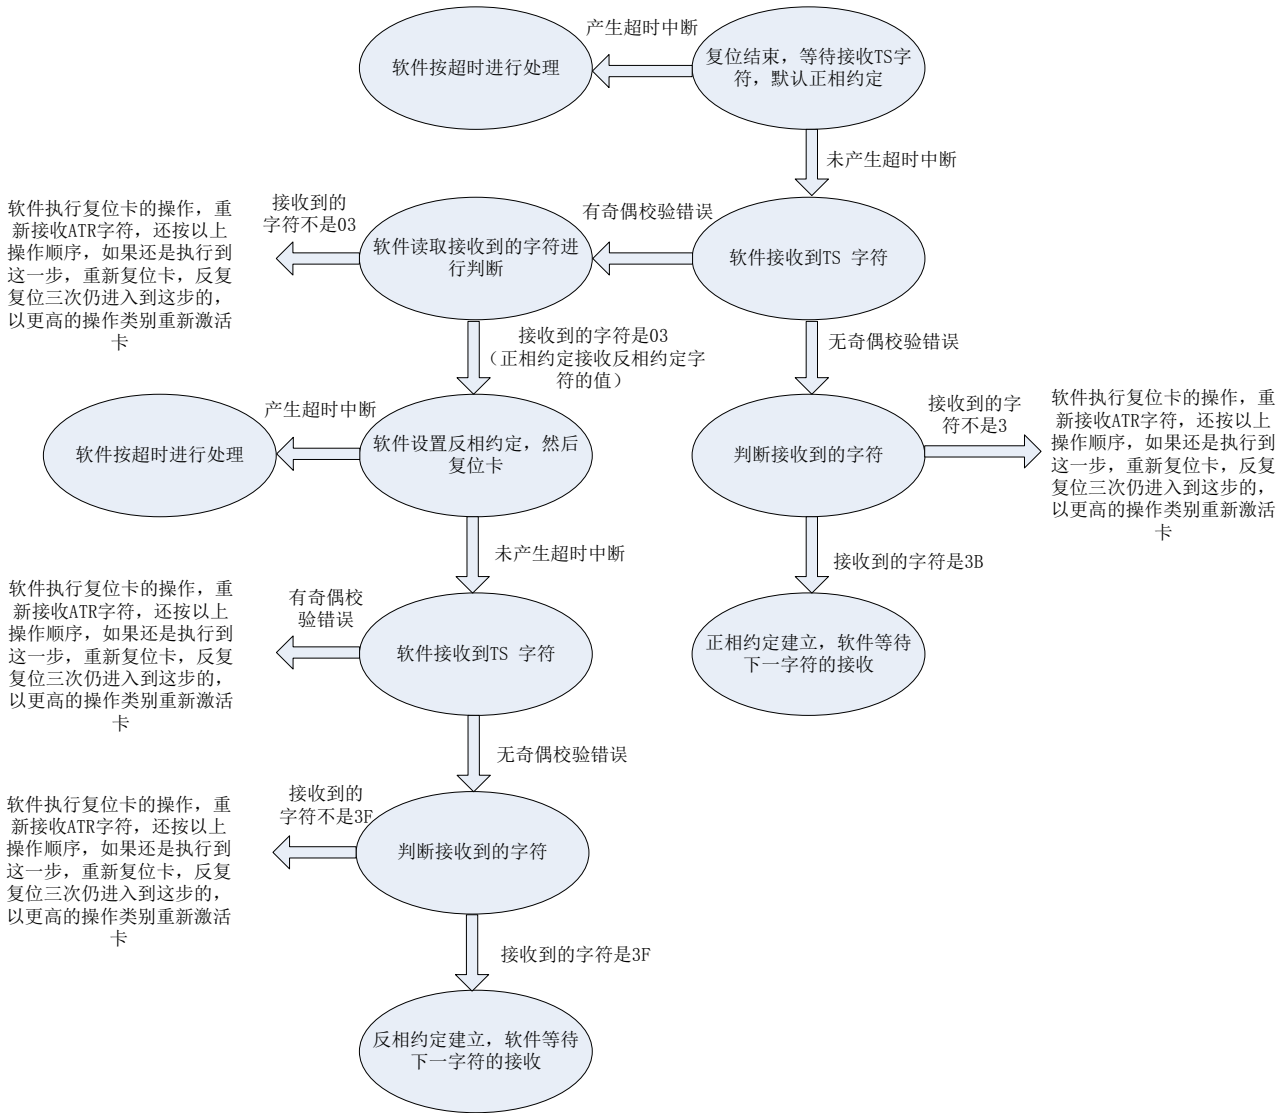 产生超时中断
软件按超时进行处理
复位结束，等待接收TS字
符，默认正相约定
未产生超时中断
软件执行复位卡的操作，重
新接收ATR字符，还按以上
操作顺序，如果还是执行到
这一步，重新复位卡，反复
复位三次仍进入到这步的，
以更高的操作类别重新激活
卡
接收到的
字符不是03
软件读取接收到的字符进
行判断
有奇偶校验错误
软件接收到TS 字符
接收到的字符是03
（正相约定接收反相约定字
符的值）
无奇偶校验错误
软件按超时进行处理
产生超时中断
软件设置反相约定，然后
复位卡
判断接收到的字符
接收到的字
符不是3
软件执行复位卡的操作，重
新接收ATR字符，还按以上
操作顺序，如果还是执行到
这一步，重新复位卡，反复
复位三次仍进入到这步的，
以更高的操作类别重新激活
卡
未产生超时中断
接收到的字符是3B
软件执行复位卡的操作，重
新接收ATR字符，还按以上
操作顺序，如果还是执行到
这一步，重新复位卡，反复
复位三次仍进入到这步的，
以更高的操作类别重新激活
卡
有奇偶校
验错误
软件接收到TS 字符
正相约定建立，软件等待
下一字符的接收
无奇偶校验错误
软件执行复位卡的操作，重
新接收ATR字符，还按以上
操作顺序，如果还是执行到
这一步，重新复位卡，反复
复位三次仍进入到这步的，
以更高的操作类别重新激活
卡
接收到的
字符不是3F
判断接收到的字符
接收到的字符是3F
反相约定建立，软件等待
下一字符的接收